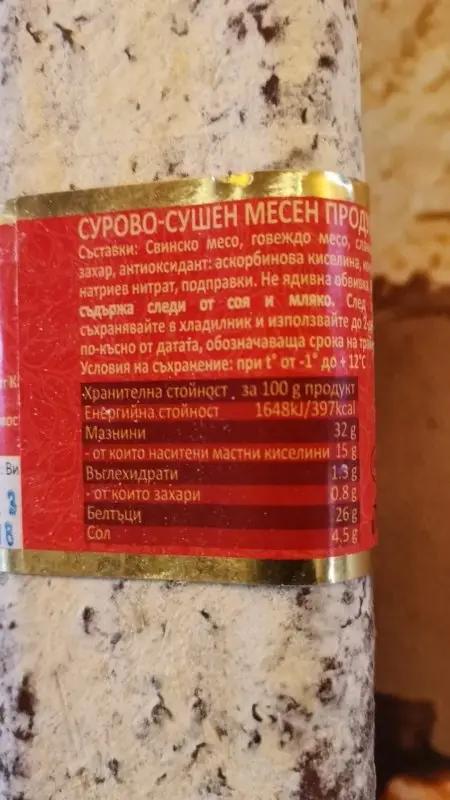 СУРОВО-СУШЕН МЕСЕН
Съставки: Свинско месо, говеждо месо,
захар, антиоксидант: аскорбинова киселина,
натриев нитрат, подправки. Не ядивна обвивка
съдържа следи от соя и мляко. След
съхранявайте в хладилник и използвайте до
по-късно от датата, обозначаваща срока на
Условия на съхранение: при t° от -1° до + 12°C
Хранителна стойност за 100 g продукт
Енергийна стойност 1648kJ/397kcal
Мазнини 32 g
- от които наситени мастни киселини 15 g
Въглехидрати 1.3 g
- от които захари 0.8 g
Белтъци 26 g
Сол 4.5 g
Ви
3
8